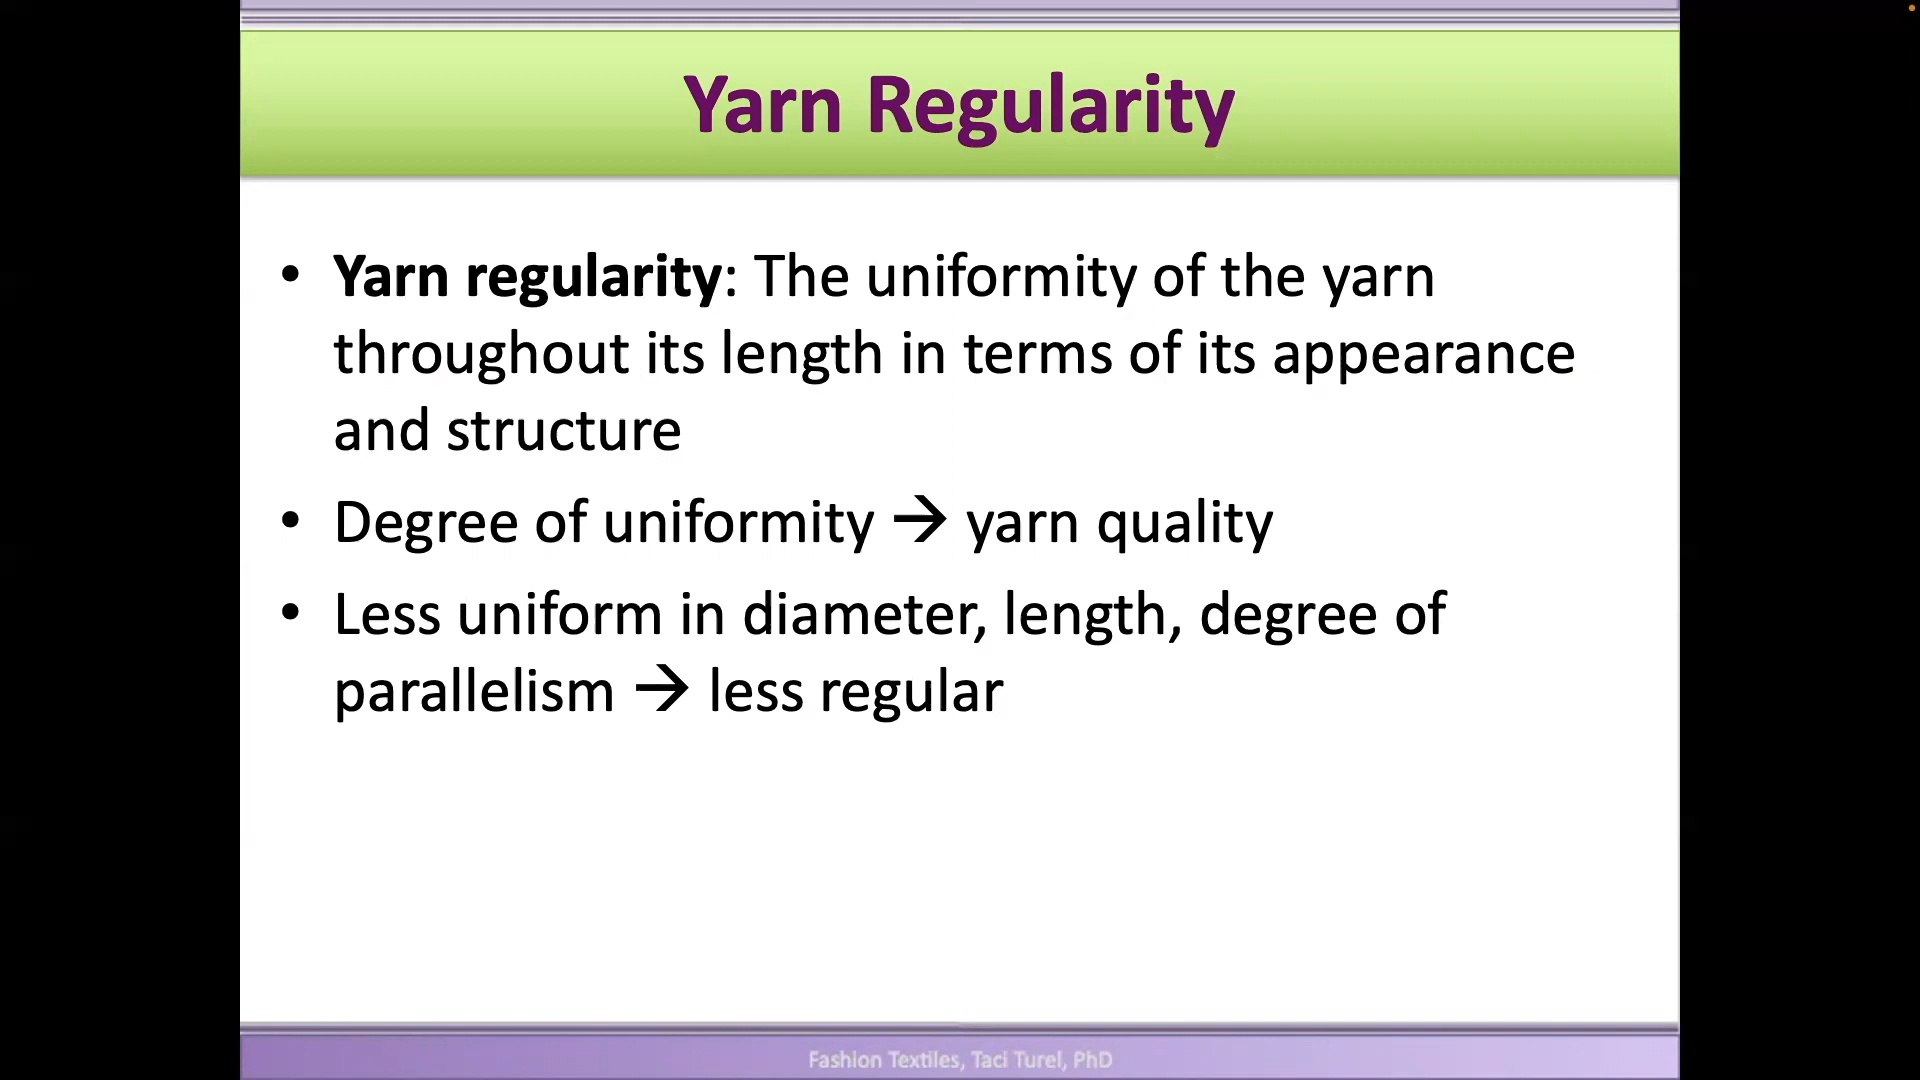 Yarn Regularity
• Yarn regularity: The uniformity of the yarn
throughout its length in terms of its appearance
and structure
• Degree of uniformity → yarn quality
• Less uniform in diameter, length, degree of
parallelism → less regular
Fashion Textiles, Taci Turel, PhD